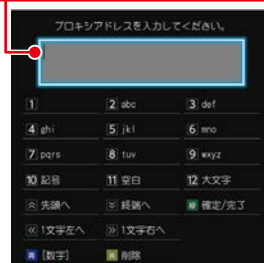 プロキシアドレスを入力してください。
1 2 abc 3 def
4 ghi 5 jkl 6 mno
7 pqrs 8 tuv 9 wxyz
10 記号 11 空白 12 大文字
先頭へ 終端へ 緑 確定/完了
1文字左へ 1文字右へ
青 [数字] 黄 削除